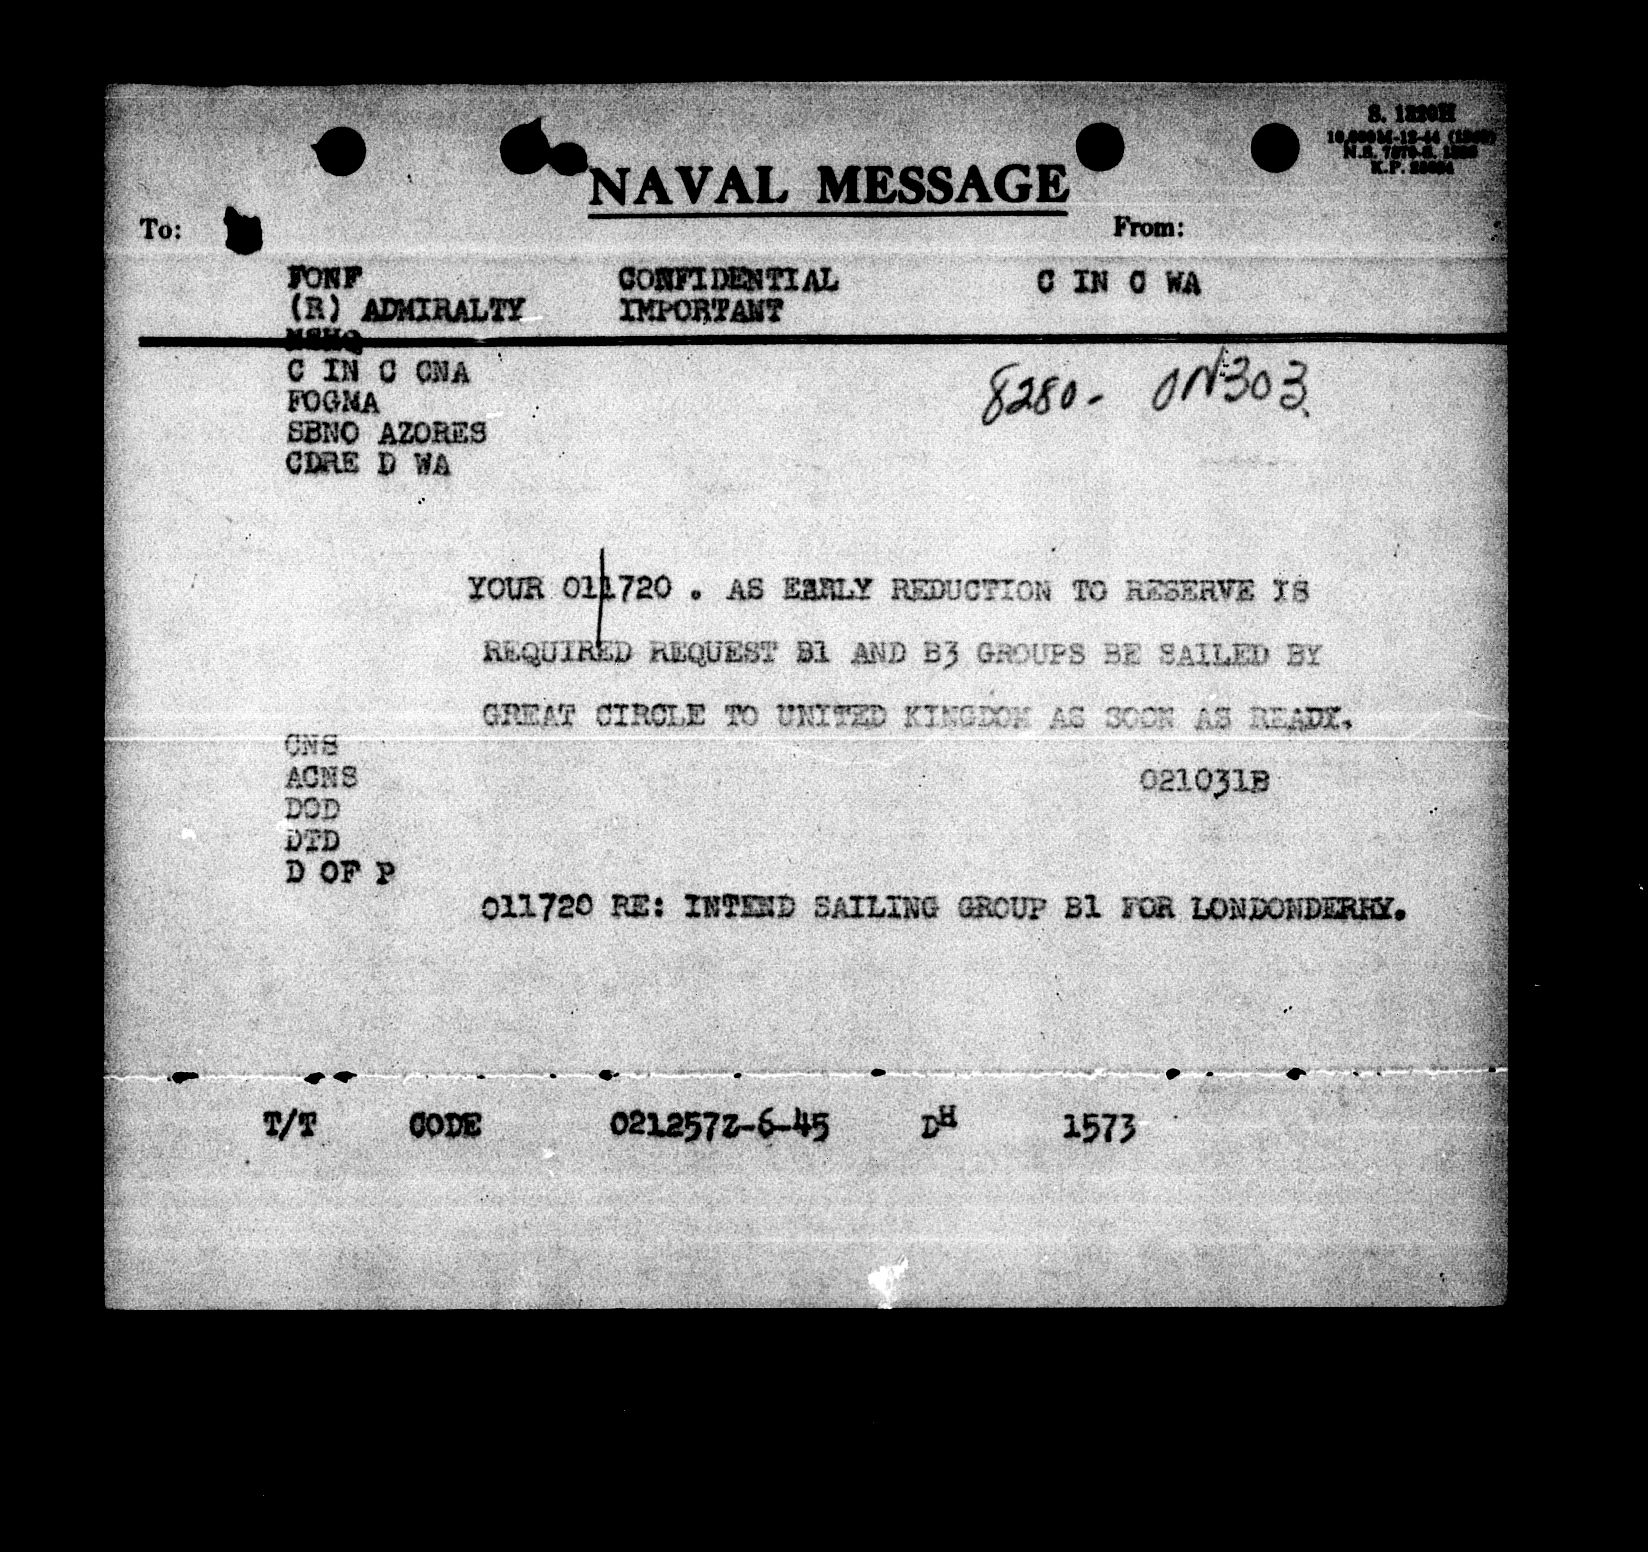 S. 1320H
NAVAL MESSAGE
To: From:
FONF CONFIDENTIAL C IN C WA
(R) ADMIRALTY IMPORTANT
NSHQ
C IN C CNA
8280- ON303
FOGMA
SBNO AZORES
CDRE D WA
YOUR 011720 . AS EARLY REDUCTION TO RESERVE IS
REQUIRED REQUEST B1 AND B3 GROUPS BE SAILED BY
GREAT CIRCLE TO UNITED KINGDOM AS SOON AS READY.
CNS
ACNS 021031B
DOD
DTD
D OF P
011720 RE: INTEND SAILING GROUP B1 FOR LONDONDERRY.
T/T CODE 021257Z-6-45 DH 1573